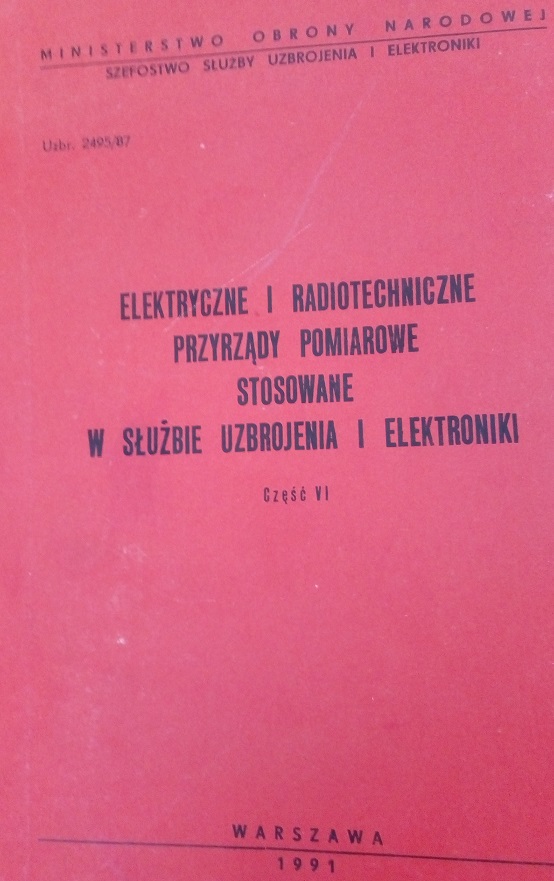 MINISTERSTWO OBRONY NARODOWEJ
SZEFOSTWO SŁUŻBY UZBROJENIA I ELEKTRONIKI
Uzbr. 2495/87
ELEKTRYCZNE I RADIOTECHNICZNE
PRZYRZĄDY POMIAROWE
STOSOWANE
W SŁUŻBIE UZBROJENIA I ELEKTRONIKI
Część VI
WARSZAWA
1991